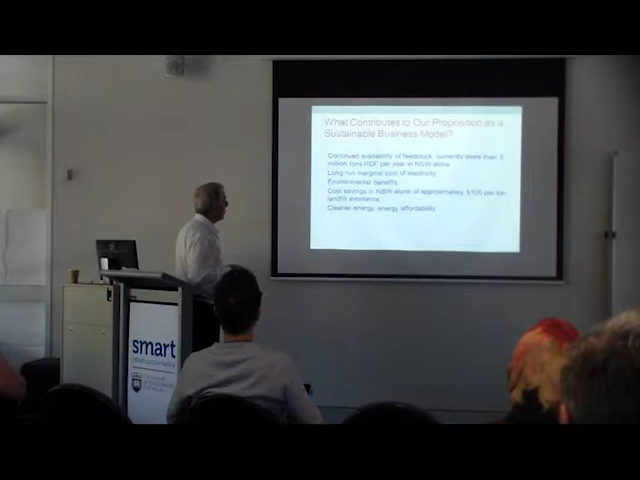 What Contributes to Our Proposition as a
Sustainable Business Model?
Continued availability of feedstock, currently more than
million tons RDF per year in NSW alone
Long run marginal cost of electricity
Environmental benefits
Cost savings in NSW alone of approximately $100 per ton
landfill avoidance
Cleaner energy, energy affordability
smart
infrastructure facility